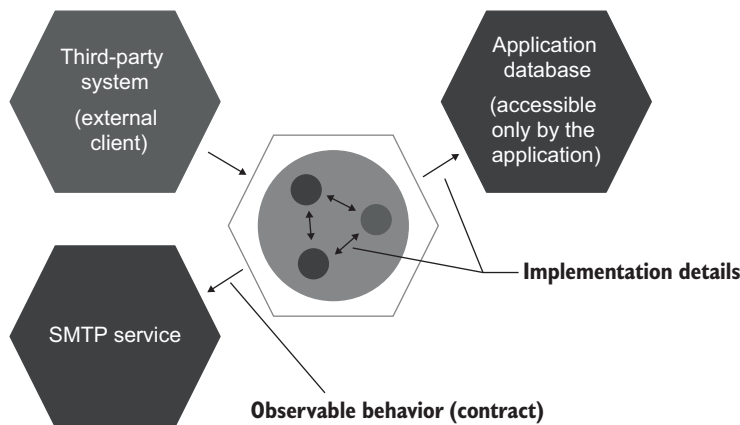 Third-party
system
(external
client)
Application
database
(accessible
only by the
application)
Implementation details
SMTP service
Observable behavior (contract)